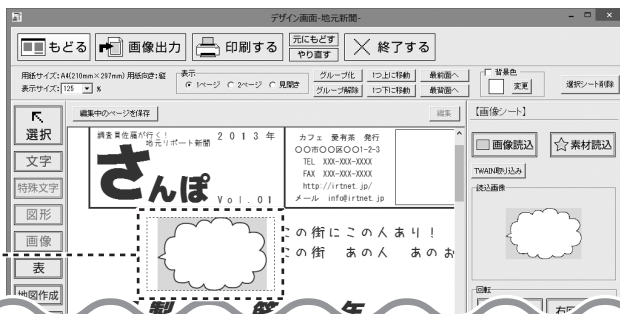 デザイン画面-地元新聞-
もどる
画像出力
印刷する
元にもどす
やり直す
終了する
用紙サイズ:A4(210mm×297mm) 用紙向き:縦
表示サイズ: 125 %
表示
1ページ 2ページ 見開き
グループ化 1つ上に移動 最前面へ
グループ解除 1つ下に移動 最背面へ
背景色
変更
選択シート削除
選択
文字
特殊文字
図形
画像
表
地図作成
編集中のページを保存
編集
調査員佐藤が行く!
地元リポート新聞
2013年
さんぽ
Vol.01
カフェ 愛有茶 発行
〇〇市〇〇区〇〇1-2-3
TEL XXX-XXX-XXXX
FAX XXX-XXX-XXXX
http://irtnet.jp/
メール info@irtnet.jp
この街にこの人あり!
この街 あの人 あのお
【画像シート】
画像読込
素材読込
TWAIN取り込み
読込画像
回転